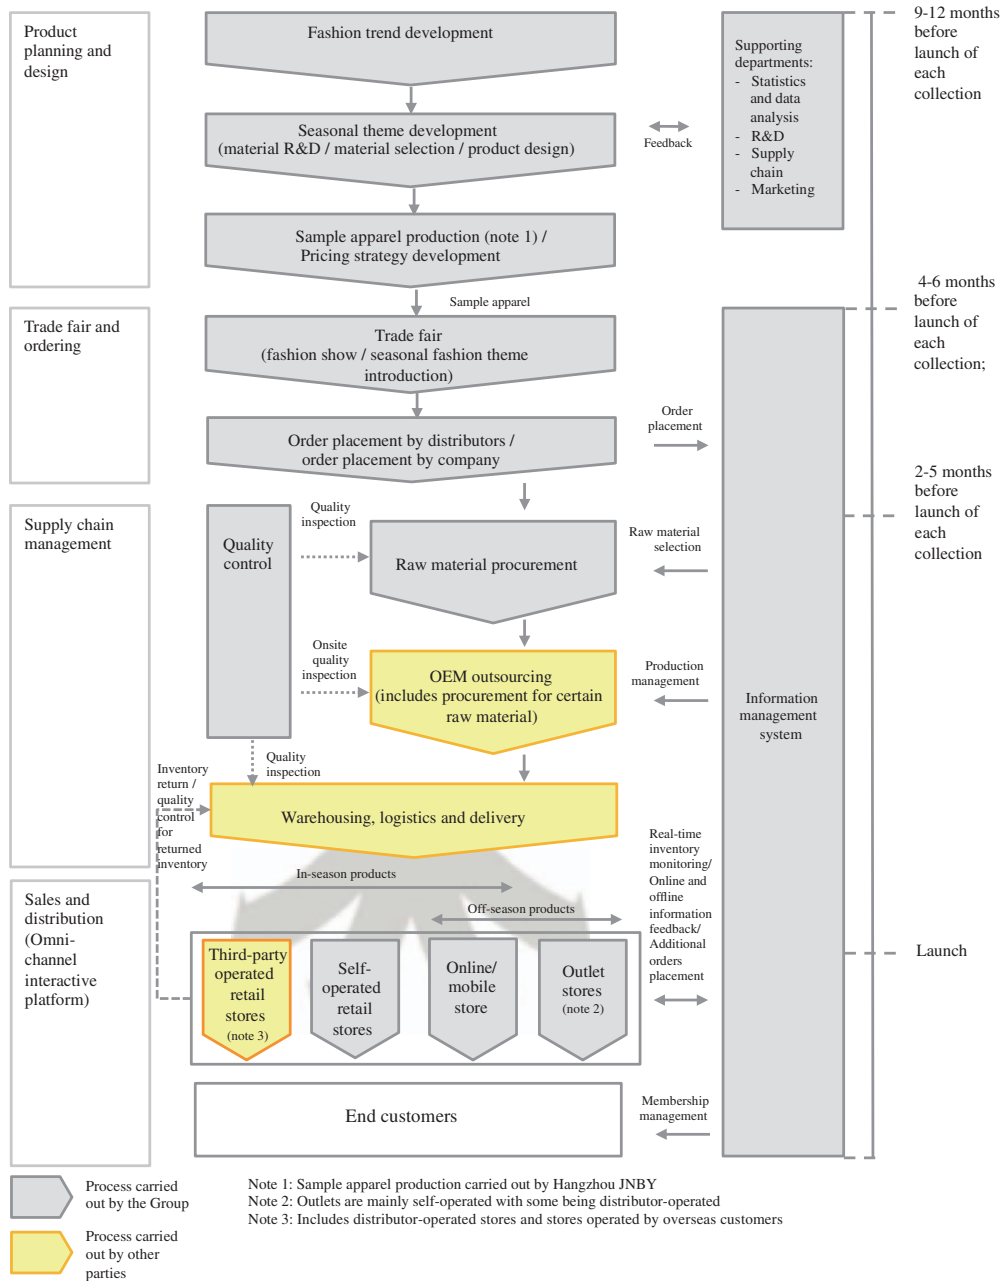 Product
planning and
design
Fashion trend development
Seasonal theme development
(material R&D / material selection / product design)
Sample apparel production (note 1) /
Pricing strategy development
Feedback
Supporting
departments:
- Statistics
and data
analysis
- R&D
- Supply
chain
- Marketing
9-12 months
before
launch of
each
collection
Sample apparel
Trade fair and
ordering
Trade fair
(fashion show / seasonal fashion theme
introduction)
Order placement by distributors /
order placement by company
Order
placement
4-6 months
before
launch of
each
collection;
Supply chain
management
Quality
control
Quality
inspection
Raw material procurement
Raw material
selection
2-5 months
before
launch of
each
collection
Onsite
quality
inspection
OEM outsourcing
(includes procurement for certain
raw material)
Production
management
Information
management
system
Quality
inspection
Inventory
return /
quality
control
for
returned
inventory
Warehousing, logistics and delivery
Real-time
inventory
monitoring/
Online and
offline
information
feedback/
Additional
orders
placement
Sales and
distribution
(Omni-
channel
interactive
platform)
In-season products
Off-season products
Third-party
operated
retail
stores
(note 3)
Self-
operated
retail
stores
Online/
mobile
store
Outlet
stores
(note 2)
Launch
End customers
Membership
management
Process carried
out by the Group
Process carried
out by other
parties
Note 1: Sample apparel production carried out by Hangzhou JNBY
Note 2: Outlets are mainly self-operated with some being distributor-operated
Note 3: Includes distributor-operated stores and stores operated by overseas customers